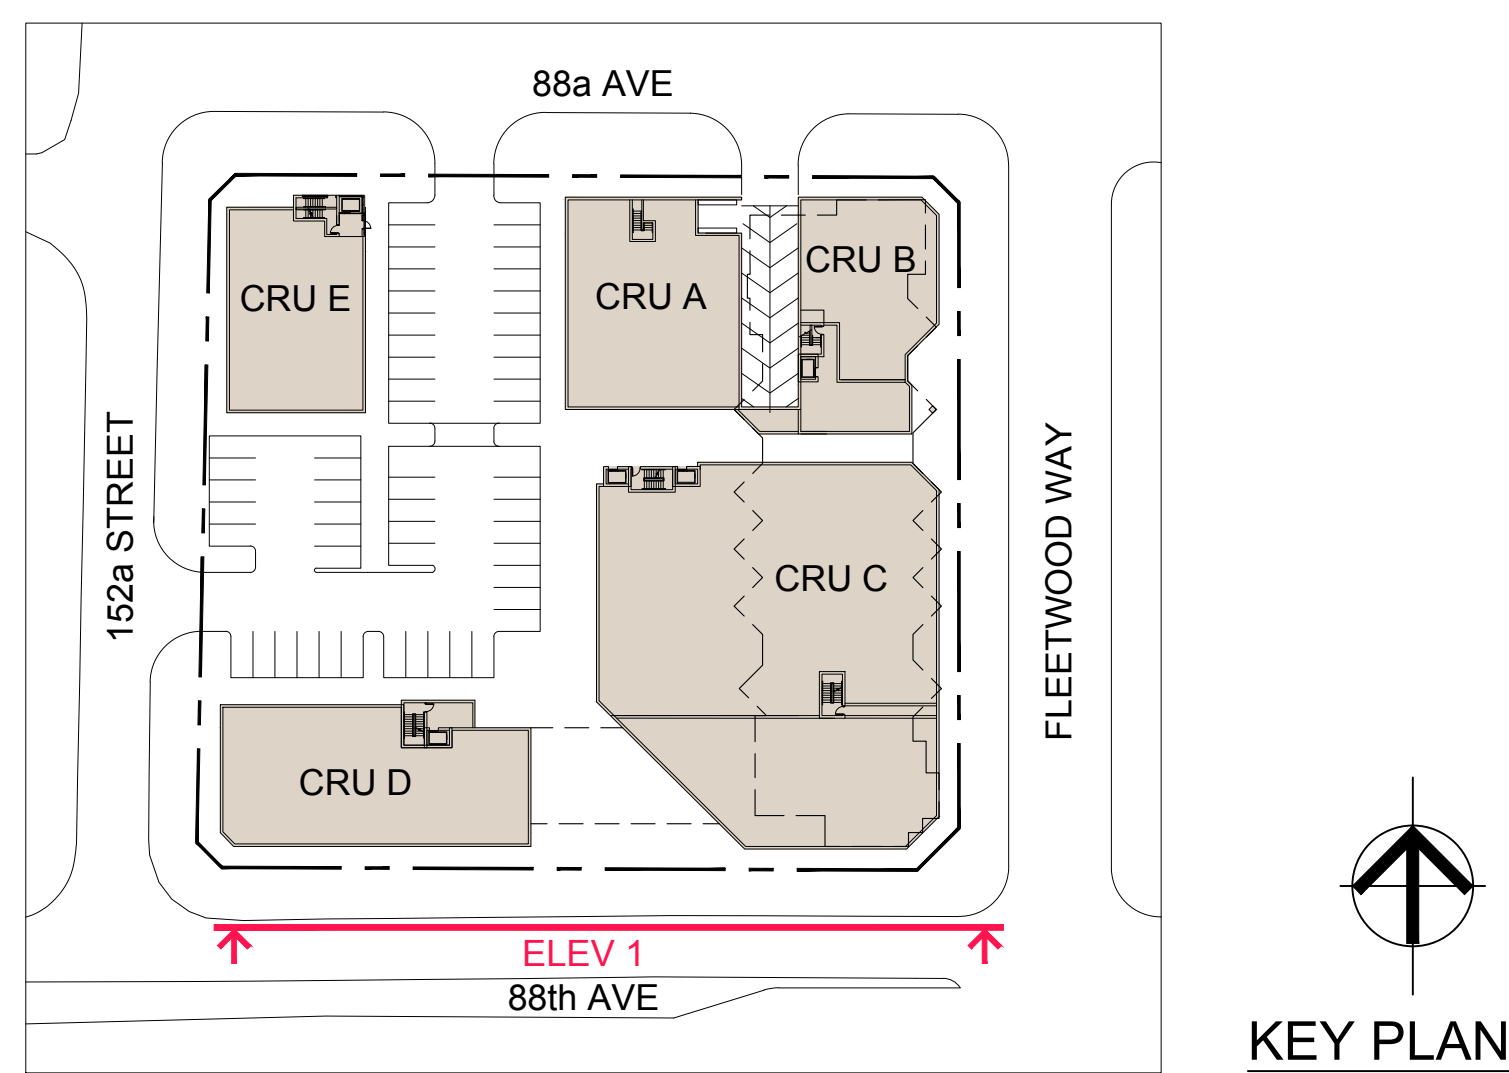 88a AVE
CRU B
CRU E
CRU A
152a STREET
FLEETWOOD WAY
CRU C
CRU D
ELEV 1
88th AVE
KEY PLAN